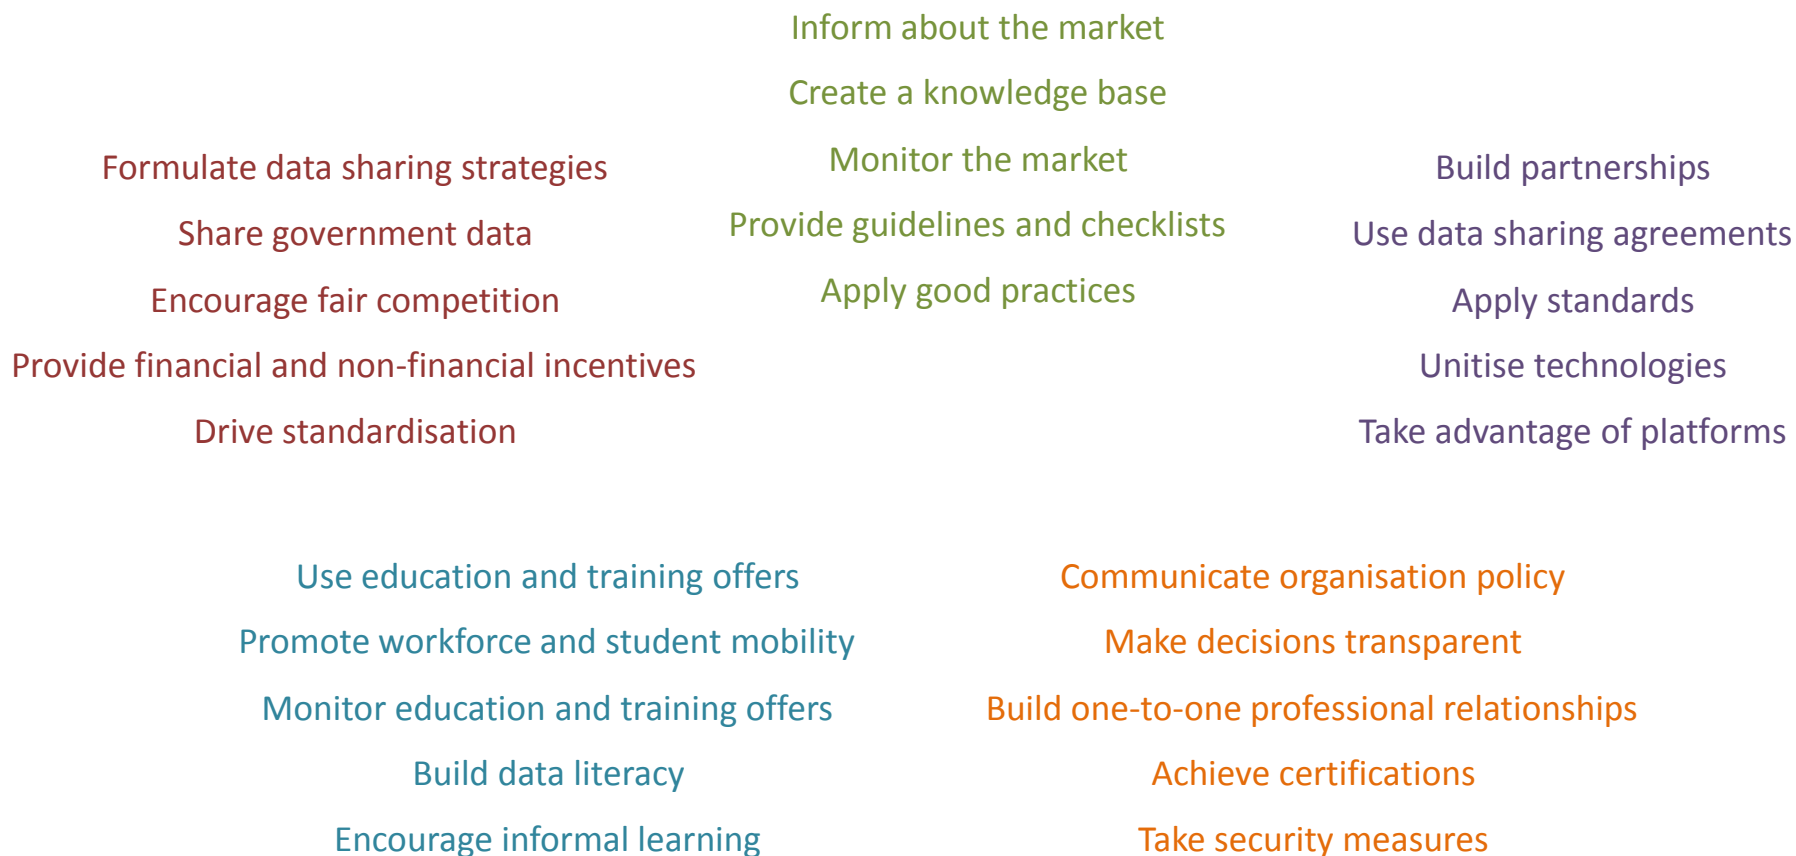 Inform about the market
Create a knowledge base
Monitor the market
Provide guidelines and checklists
Apply good practices
Formulate data sharing strategies
Share government data
Encourage fair competition
Provide financial and non-financial incentives
Drive standardisation
Build partnerships
Use data sharing agreements
Apply standards
Unitise technologies
Take advantage of platforms
Use education and training offers
Promote workforce and student mobility
Monitor education and training offers
Build data literacy
Encourage informal learning
Communicate organisation policy
Make decisions transparent
Build one-to-one professional relationships
Achieve certifications
Take security measures